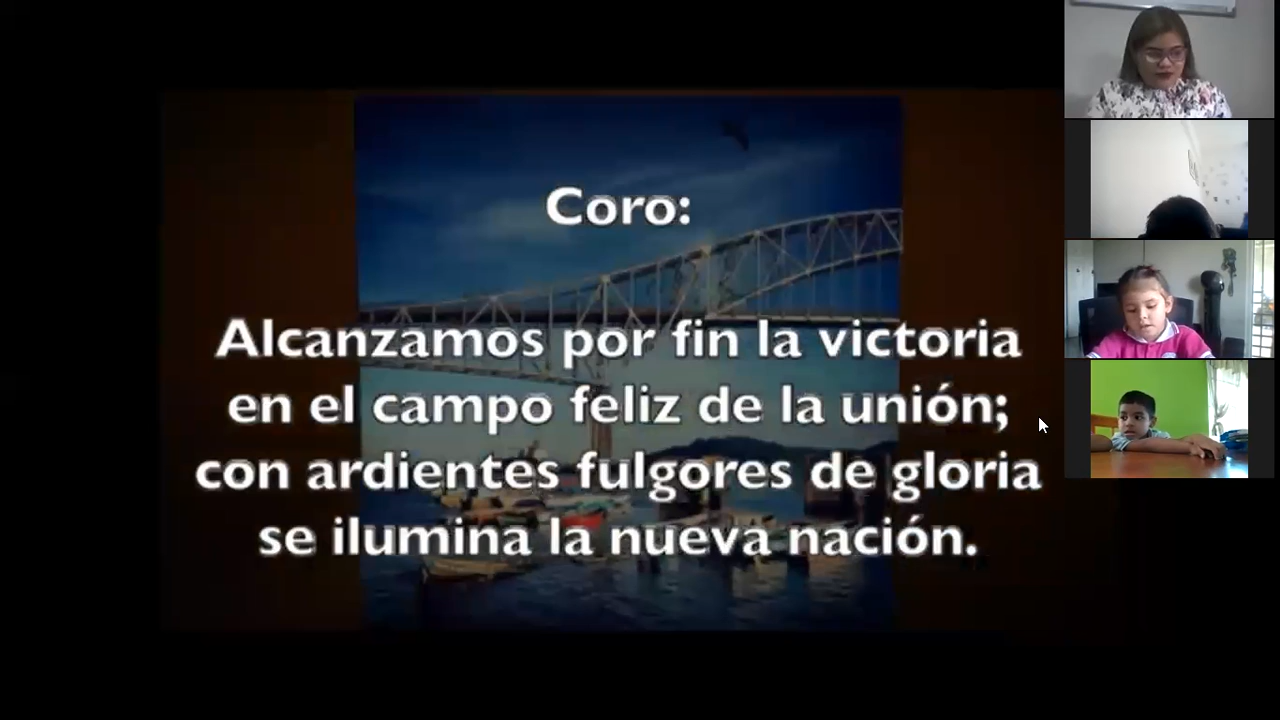 Coro:
Alcanzamos por fin la victoria
en el campo feliz de la unión;
con ardientes fulgores de gloria
se ilumina la nueva nación.